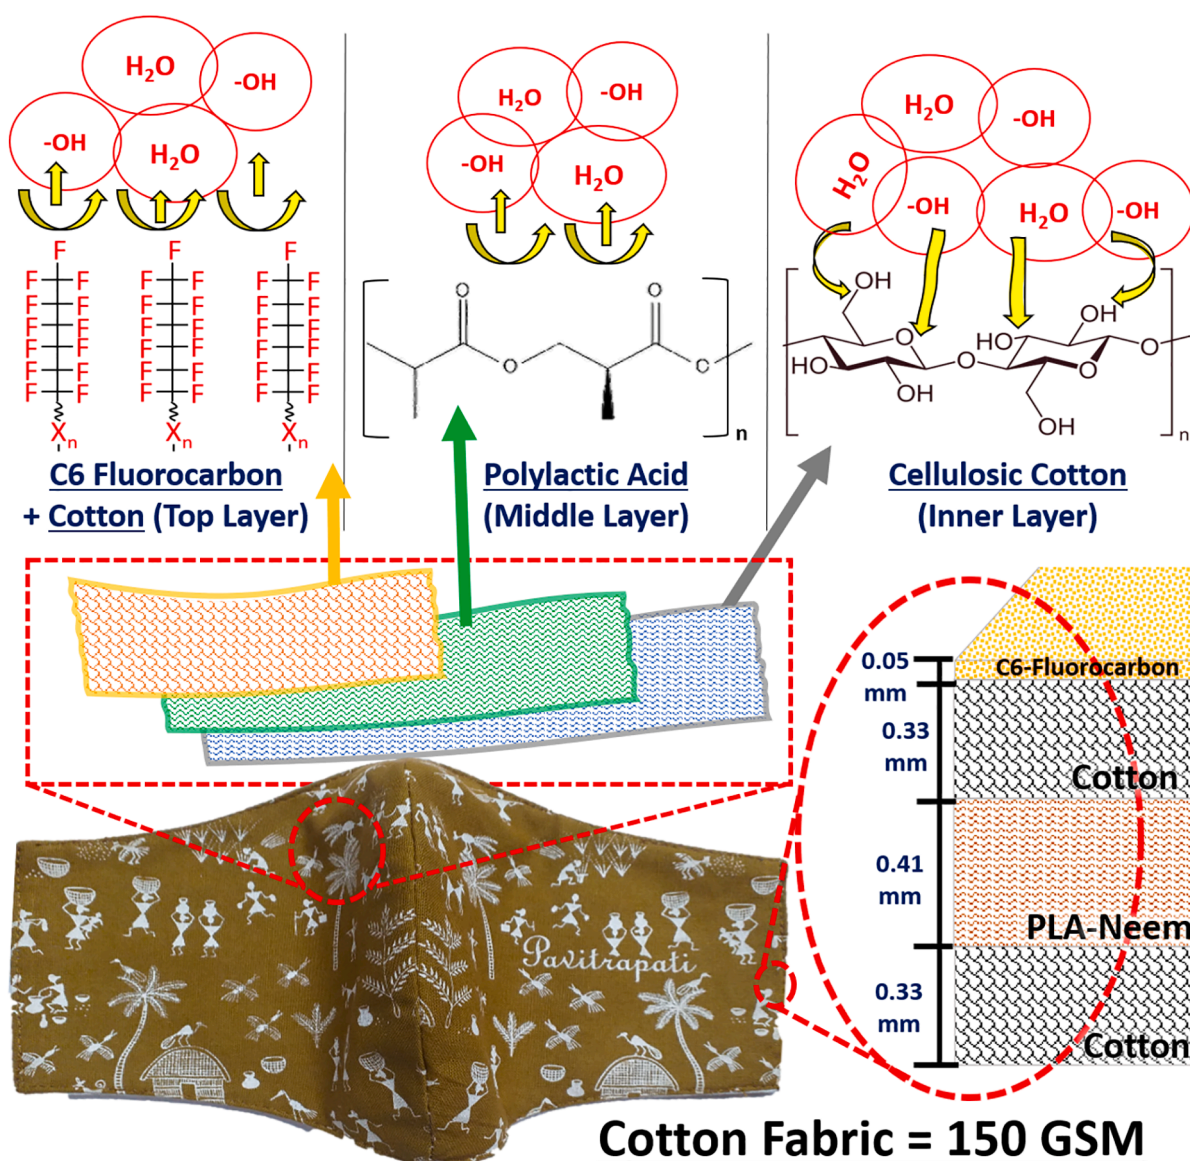 H₂O
-OH
-OH
H₂O
F
F F
F F
F F
F F
F F
F F
Xₙ
F
F F
F F
F F
F F
F F
F F
Xₙ
F
F F
F F
F F
F F
F F
F F
Xₙ
C6 Fluorocarbon
+ Cotton (Top Layer)
H₂O
-OH
-OH
H₂O
O
O
O
C
n
Polylactic Acid
(Middle Layer)
H₂O
-OH
H₂O
-OH
H₂O
-OH
OH
O
HO
OH
O
HO
OH
O
O
OH
n
Cellulosic Cotton
(Inner Layer)
0.05
mm
C6-Fluorocarbon
0.33
mm
Cotton
0.41
mm
PLA-Neem
0.33
mm
Cotton
Pavitrapati
Cotton Fabric = 150 GSM